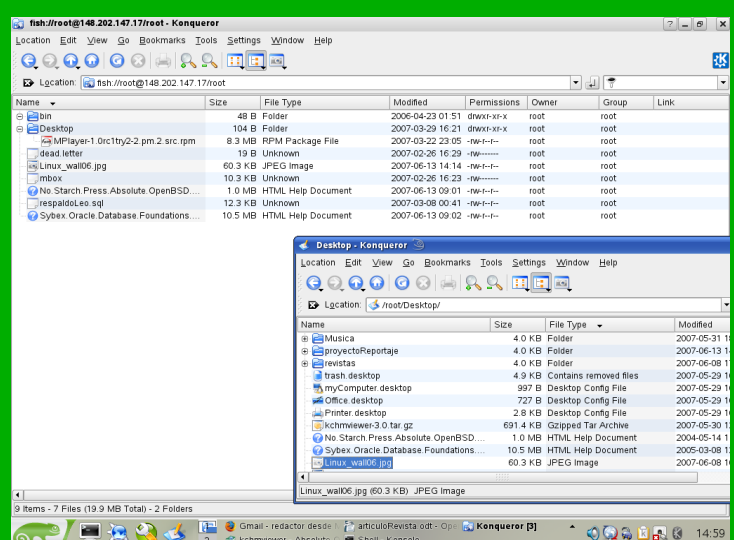 fish://root@148.202.147.17/root - Konqueror
Location Edit View Go Bookmarks Tools Settings Window Help
Location: fish://root@148.202.147.17/root
Name Size File Type Modified Permissions Owner Group Link
bin 48 B Folder 2006-04-23 01:51 drwxr-xr-x root root
Desktop 104 B Folder 2007-03-29 16:21 drwxr-xr-x root root
MPlayer-1.0rc1try2-2.pm.2.src.rpm 8.3 MB RPM Package File 2007-03-22 23:05 -rw-r--r-- root root
dead.letter 19 B Unknown 2007-02-26 16:29 -rw------- root root
Linux_wall06.jpg 60.3 KB JPEG Image 2007-06-13 14:14 -rw-r--r-- root root
mbox 10.3 KB Unknown 2007-02-26 16:23 -rw------- root root
No.Starch.Press.Absolute.OpenBSD.... 1.0 MB HTML Help Document 2007-06-13 09:01 -rw-r--r-- root root
respaldoLeo.sql 12.3 KB Unknown 2007-03-08 00:41 -rw-r--r-- root root
Sybex.Oracle.Database.Foundations.... 10.5 MB HTML Help Document 2007-06-13 09:02 -rw-r--r-- root root
Desktop - Konqueror
Location Edit View Go Bookmarks Tools Settings Window Help
Location: /root/Desktop/
Name Size File Type Modified
Musica 4.0 KB Folder 2007-05-31
proyectoReportaje 4.0 KB Folder 2007-06-13
revistas 4.0 KB Folder 2007-06-08
trash.desktop 4.9 KB Contains removed files 2007-05-29
myComputer.desktop 997 B Desktop Config File 2007-05-29
Office.desktop 727 B Desktop Config File 2007-05-29
Printer.desktop 2.8 KB Desktop Config File 2007-05-29
kchmviewer-3.0.tar.gz 691.4 KB Gzipped Tar Archive 2007-05-30
No.Starch.Press.Absolute.OpenBSD.... 1.0 MB HTML Help Document 2004-05-14
Sybex.Oracle.Database.Foundations.... 10.5 MB HTML Help Document 2005-03-08
Linux_wall06.jpg 60.3 KB JPEG Image 2007-06-08
Linux_wall06.jpg (60.3 KB) JPEG Image
9 Items - 7 Files (19.9 MB Total) - 2 Folders
Gmail - redactor desde articuloRevista.odt - Ope Konqueror [3]
2 kchmviewer - Absolute Shell - Konsole
14:59